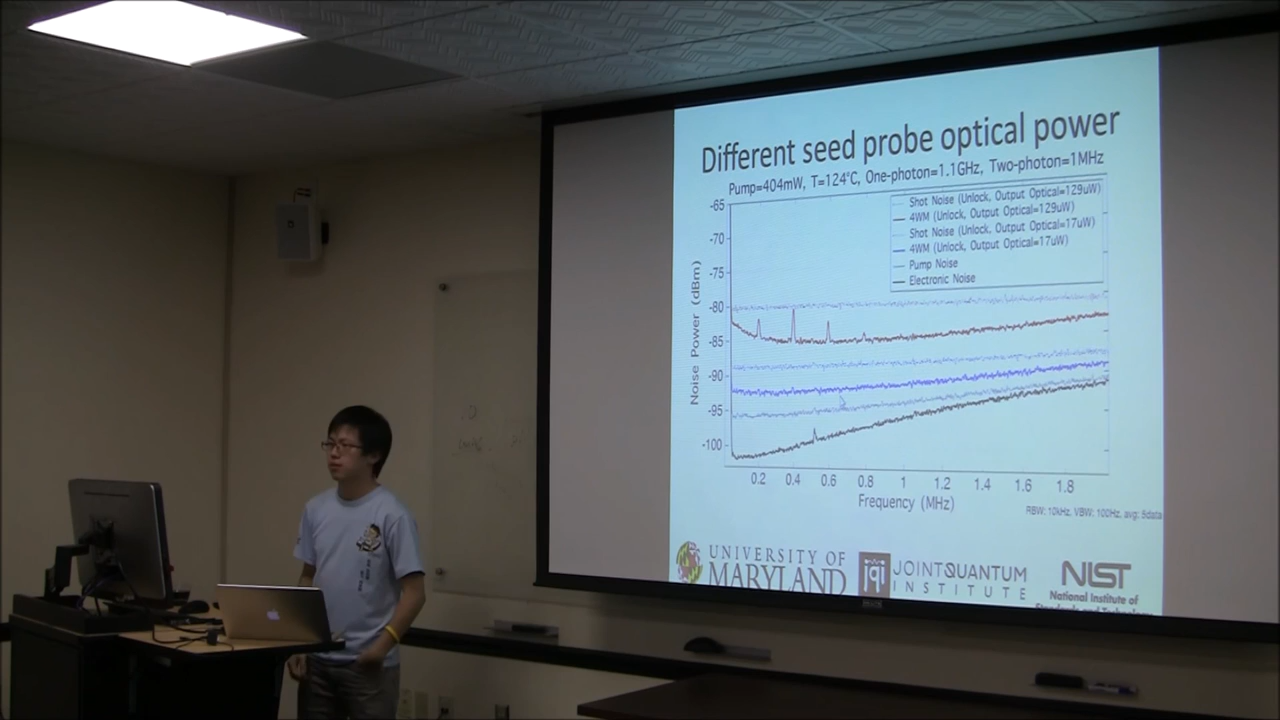 Different seed probe optical power
Pump=404mW, T=124°C, One-photon=1.1GHz, Two-photon=1MHz
Shot Noise (Unlock, Output Optical=129uW)
4WM (Unlock, Output Optical=129uW)
Shot Noise (Unlock, Output Optical=17uW)
4WM (Unlock, Output Optical=17uW)
Pump Noise
Electronic Noise
-65
-70
-75
-80
-85
-90
-95
-100
Noise Power (dBm)
0.2 0.4 0.6 0.8 1 1.2 1.4 1.6 1.8
Frequency (MHz)
RBW: 10kHz, VBW: 100Hz, avg: 5data
UNIVERSITY OF
MARYLAND
jqi
JOINT QUANTUM
INSTITUTE
NIST
National Institute of
Standards and